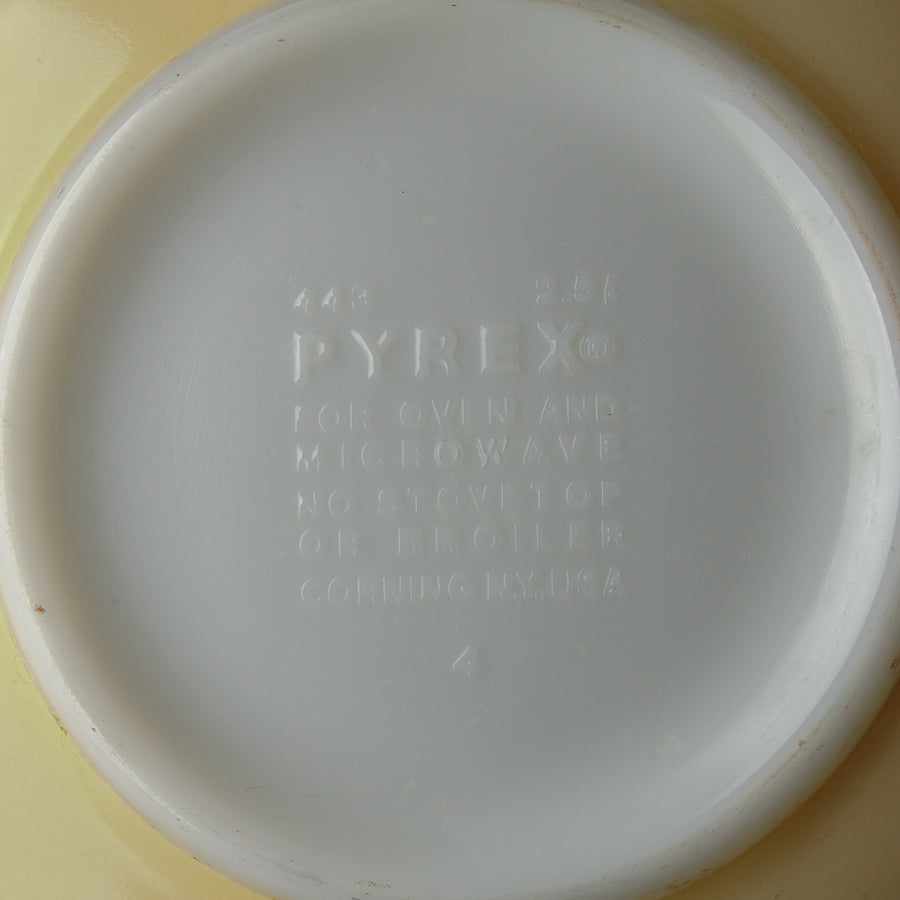 443 2.5ℓ
PYREX®
FOR OVEN AND
MICROWAVE
NO STOVETOP
OR BROILER
CORNING N.Y. USA
4